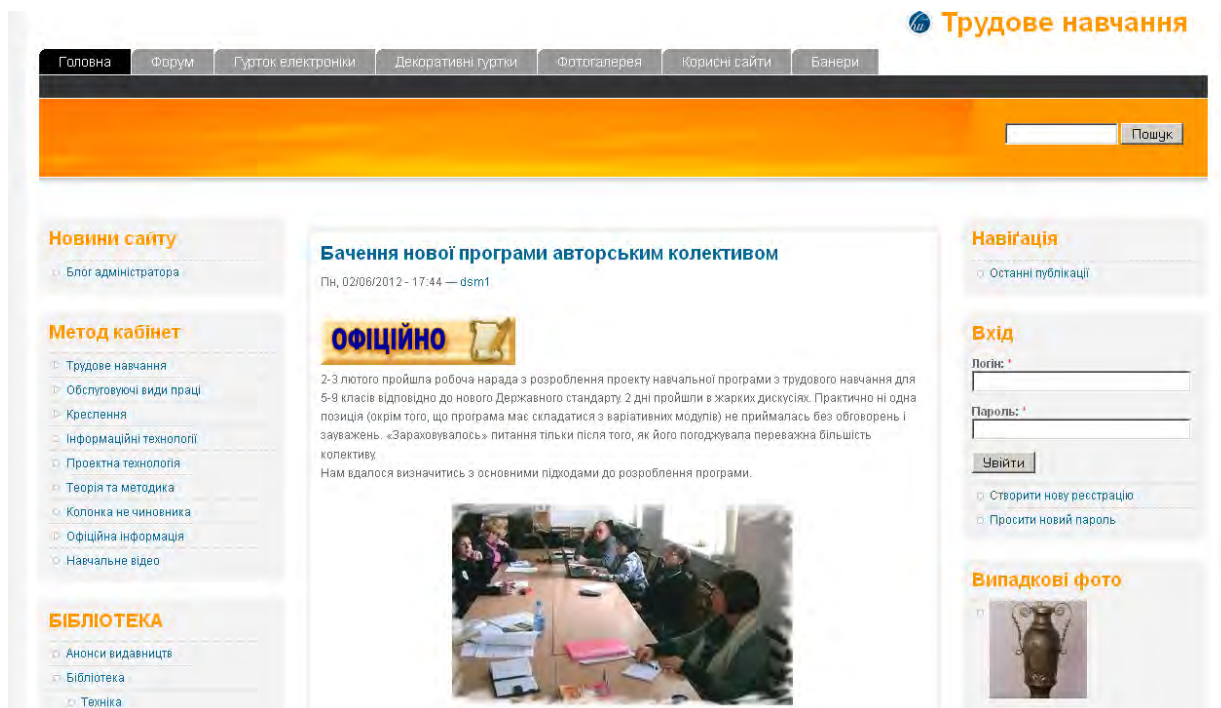 Трудове навчання
Головна
Форум
Гурток електроніки
Декоративні гуртки
Фотогалерея
Корисні сайти
Банери
Пошук
Новини сайту
Блог адміністратора
Метод кабінет
Трудове навчання
Обслуговуючі види праці
Креслення
Інформаційні технології
Проектна технологія
Теорія та методика
Колонка не чиновника
Офіційна інформація
Навчальне відео
БІБЛІОТЕКА
Анонси видавництв
Бібліотека
Техніка
Бачення нової програми авторським колективом
Пн, 02/06/2012 - 17:44 — dsm1
ОФІЦІЙНО
2-3 лютого пройшла робоча нарада з розроблення проекту навчальної програми з трудового навчання для
5-9 класів відповідно до нового Державного стандарту. 2 дні пройшли в жарких дискусіях. Практично ні одна
позиція (окрім того, що програма має складатися з варіативних модулів) не приймалась без обговорень і
зауважень. «Зараховувалось» питання тільки після того, як його погоджувала переважна більшість
колективу.
Нам вдалося визначитись з основними підходами до розроблення програми.
Навіґація
Останні публікації
Вхід
Логін: *
Пароль: *
Увійти
Створити нову реєстрацію
Просити новий пароль
Випадкові фото